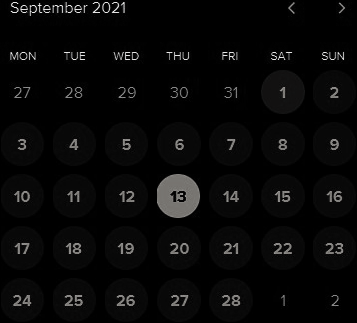 September 2021 < >
MON TUE WED THU FRI SAT SUN
27 28 29 30 31 1 2
3 4 5 6 7 8 9
10 11 12 13 14 15 16
17 18 19 20 21 22 23
24 25 26 27 28 1 2